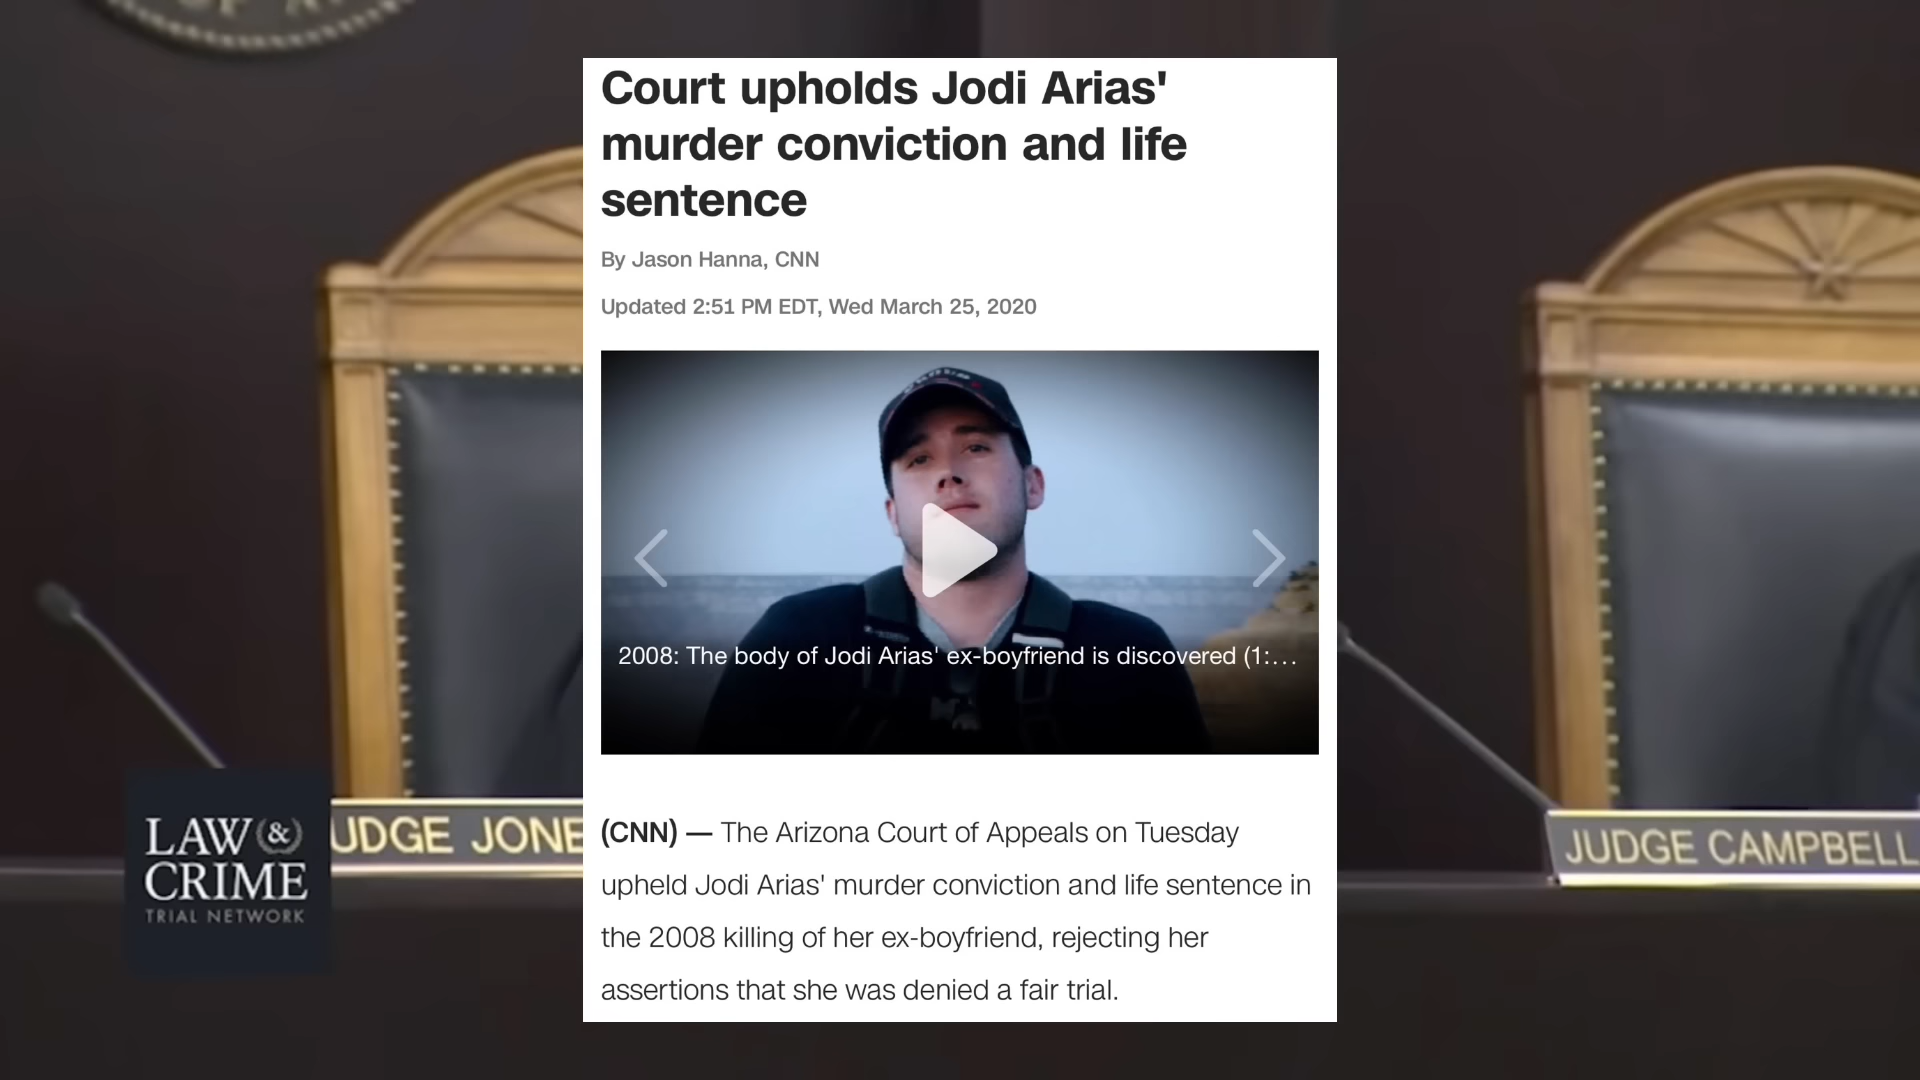 Court upholds Jodi Arias'
murder conviction and life
sentence
By Jason Hanna, CNN
Updated 2:51 PM EDT, Wed March 25, 2020
2008: The body of Jodi Arias' ex-boyfriend is discovered (1:...
(CNN) — The Arizona Court of Appeals on Tuesday
upheld Jodi Arias' murder conviction and life sentence in
the 2008 killing of her ex-boyfriend, rejecting her
assertions that she was denied a fair trial.
LAW & CRIME
TRIAL NETWORK
UDGE JONE
JUDGE CAMPBELL